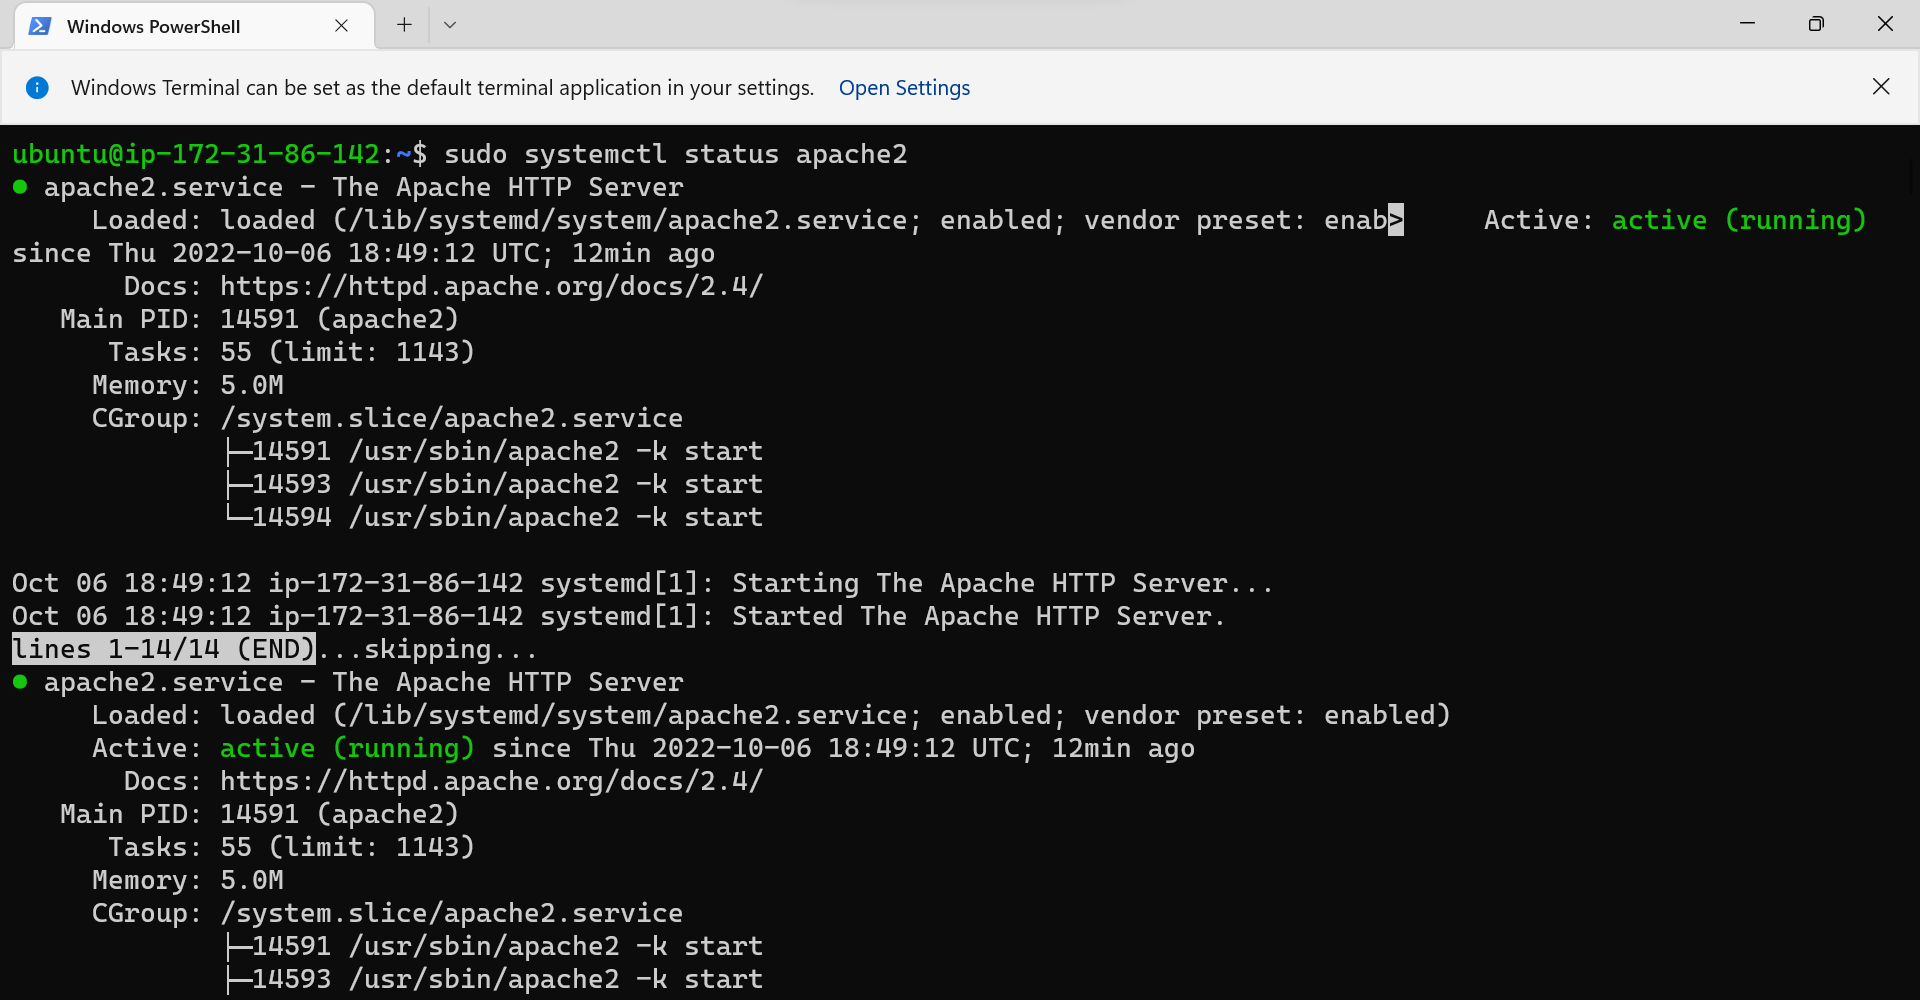 Windows PowerShell
Windows Terminal can be set as the default terminal application in your settings. Open Settings
ubuntu@ip-172-31-86-142:~$ sudo systemctl status apache2
● apache2.service - The Apache HTTP Server
     Loaded: loaded (/lib/systemd/system/apache2.service; enabled; vendor preset: enab>     Active: active (running)
since Thu 2022-10-06 18:49:12 UTC; 12min ago
       Docs: https://httpd.apache.org/docs/2.4/
   Main PID: 14591 (apache2)
      Tasks: 55 (limit: 1143)
     Memory: 5.0M
     CGroup: /system.slice/apache2.service
             ├─14591 /usr/sbin/apache2 -k start
             ├─14593 /usr/sbin/apache2 -k start
             └─14594 /usr/sbin/apache2 -k start
Oct 06 18:49:12 ip-172-31-86-142 systemd[1]: Starting The Apache HTTP Server...
Oct 06 18:49:12 ip-172-31-86-142 systemd[1]: Started The Apache HTTP Server.
lines 1-14/14 (END)...skipping...
● apache2.service - The Apache HTTP Server
     Loaded: loaded (/lib/systemd/system/apache2.service; enabled; vendor preset: enabled)
     Active: active (running) since Thu 2022-10-06 18:49:12 UTC; 12min ago
       Docs: https://httpd.apache.org/docs/2.4/
   Main PID: 14591 (apache2)
      Tasks: 55 (limit: 1143)
     Memory: 5.0M
     CGroup: /system.slice/apache2.service
             ├─14591 /usr/sbin/apache2 -k start
             ├─14593 /usr/sbin/apache2 -k start